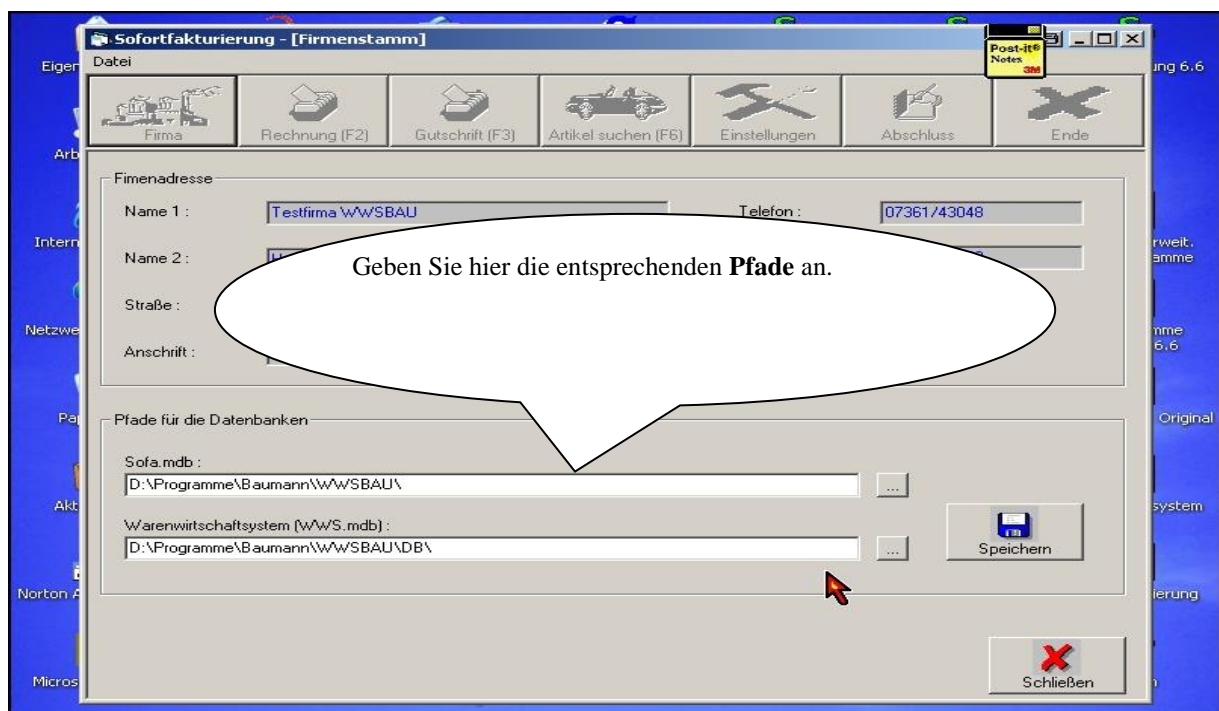 Sofortfakturierung - [Firmenstamm]
Post-it® Notes 3M
Datei
Firma
Rechnung (F2)
Gutschrift (F3)
Artikel suchen (F6)
Einstellungen
Abschluss
Ende
Fimenadresse
Name 1 :
Testfirma WWSBAU
Telefon :
07361/43048
Name 2 :
Geben Sie hier die entsprechenden Pfade an.
Straße :
Anschrift :
Pfade für die Datenbanken
Sofa.mdb :
D:\Programme\Baumann\WWSBAU\
...
Warenwirtschaftsystem (WWS.mdb) :
D:\Programme\Baumann\WWSBAU\DB\
...
Speichern
Schließen
Eigen
Arb
Intern
Netzwe
Pap
Akt
Norton A
Micros
ung 6.6
rweit.
amme
mme
6.6
Original
system
ierung